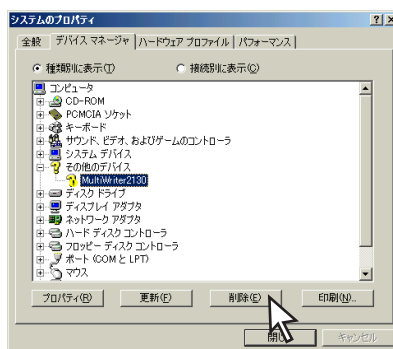 システムのプロパティ
全般 デバイス マネージャ ハードウェア プロファイル パフォーマンス
種類別に表示(T) 接続別に表示(C)
コンピュータ
CD-ROM
PCMCIA ソケット
キーボード
サウンド、ビデオ、およびゲームのコントローラ
システム デバイス
その他のデバイス
MultiWriter2130
ディスク ドライブ
ディスプレイ アダプタ
ネットワーク アダプタ
ハード ディスク コントローラ
フロッピー ディスク コントローラ
ポート (COM と LPT)
マウス
プロパティ(R) 更新(F) 削除(E) 印刷(N)...
キャンセル